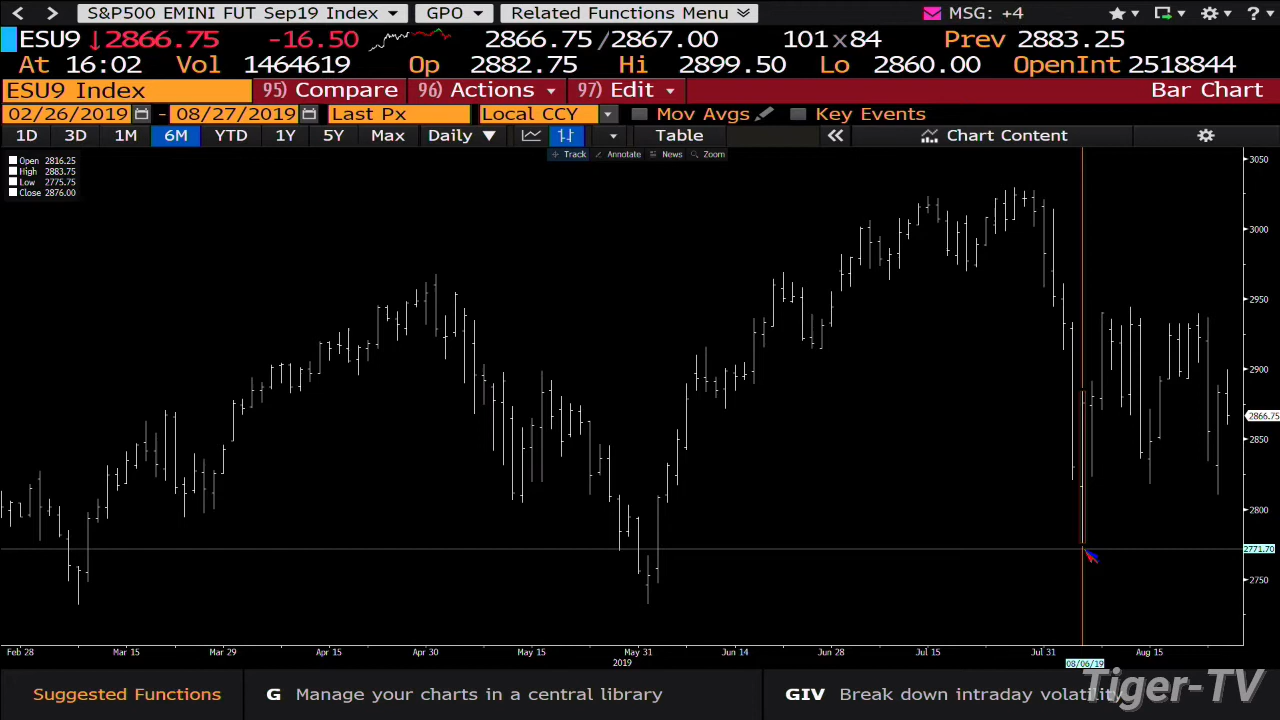 S&P500 EMINI FUT Sep19 Index GPO Related Functions Menu MSG: +4 ?
ESU9 ↓2866.75 -16.50 2866.75/2867.00 101x84 Prev 2883.25
At 16:02 Vol 1464619 Op 2882.75 Hi 2899.50 Lo 2860.00 OpenInt 2518844
ESU9 Index 95) Compare 96) Actions 97) Edit Bar Chart
02/26/2019 - 08/27/2019 Last Px Local CCY Mov Avgs Key Events
1D 3D 1M 6M YTD 1Y 5Y Max Daily ▼ Table Chart Content
Track Annotate News Zoom
Open 2816.25
High 2883.75
Low 2775.75
Close 2876.00
3050
3000
2950
2900
2866.75
2850
2800
2771.70
2750
Feb 28 Mar 15 Mar 29 Apr 15 Apr 30 May 15 May 31 Jun 14 Jun 28 Jul 15 Jul 31 Aug 15
2019 08/06/19
Suggested Functions G Manage your charts in a central library GIV Break down intraday volatility
Tiger-TV